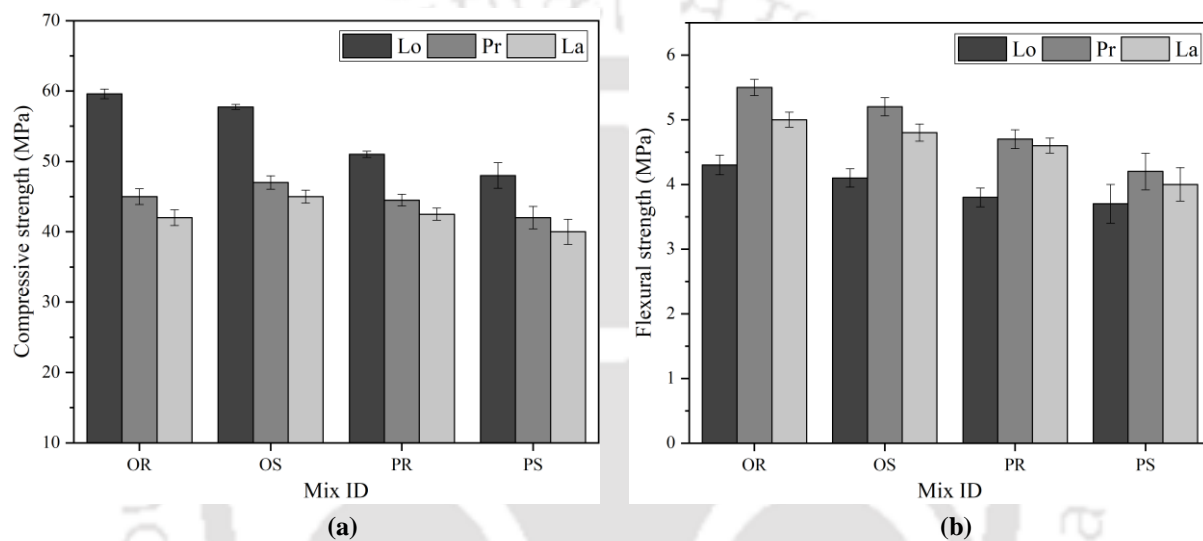 70
60
50
40
30
20
10
Compressive strength (MPa)
Lo Pr La
OR OS PR PS
Mix ID
(a)
6
5
4
3
2
1
0
Flexural strength (MPa)
Lo Pr La
OR OS PR PS
Mix ID
(b)